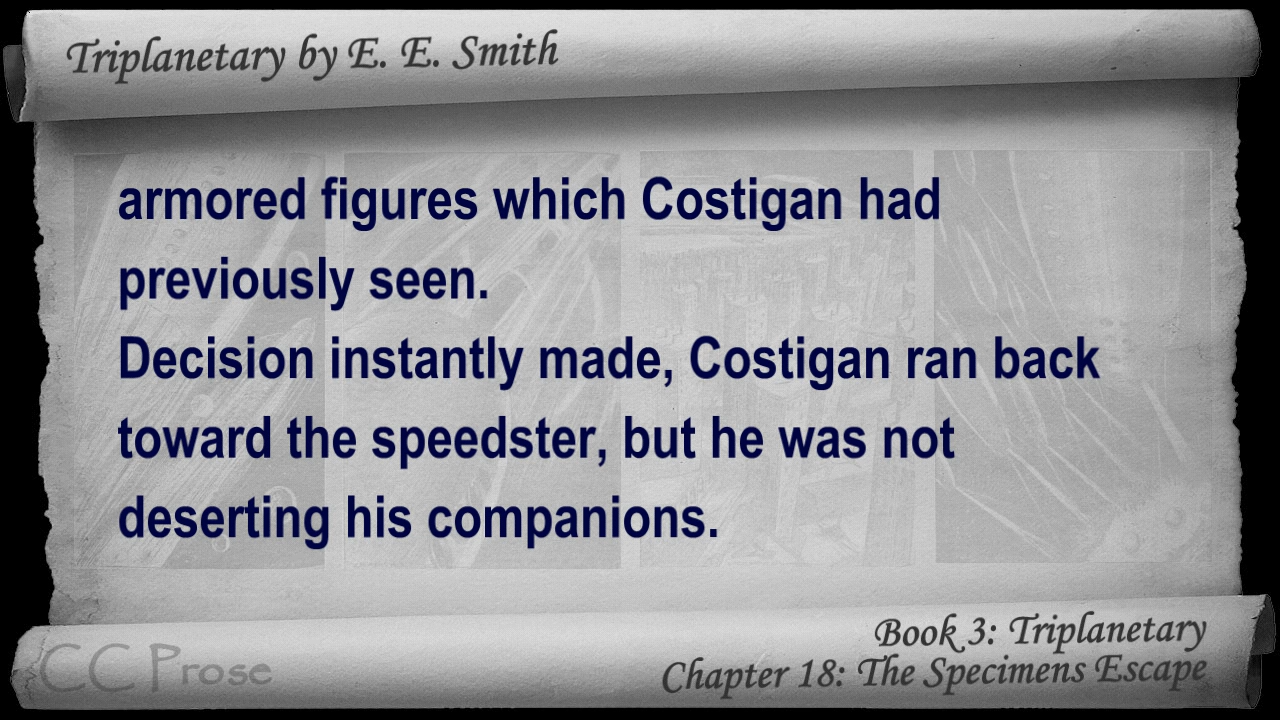 Triplanetary by E. E. Smith
armored figures which Costigan had
previously seen.
Decision instantly made, Costigan ran back
toward the speedster, but he was not
deserting his companions.
Book 3: Triplanetary
Chapter 18: The Specimens Escape
CC Prose